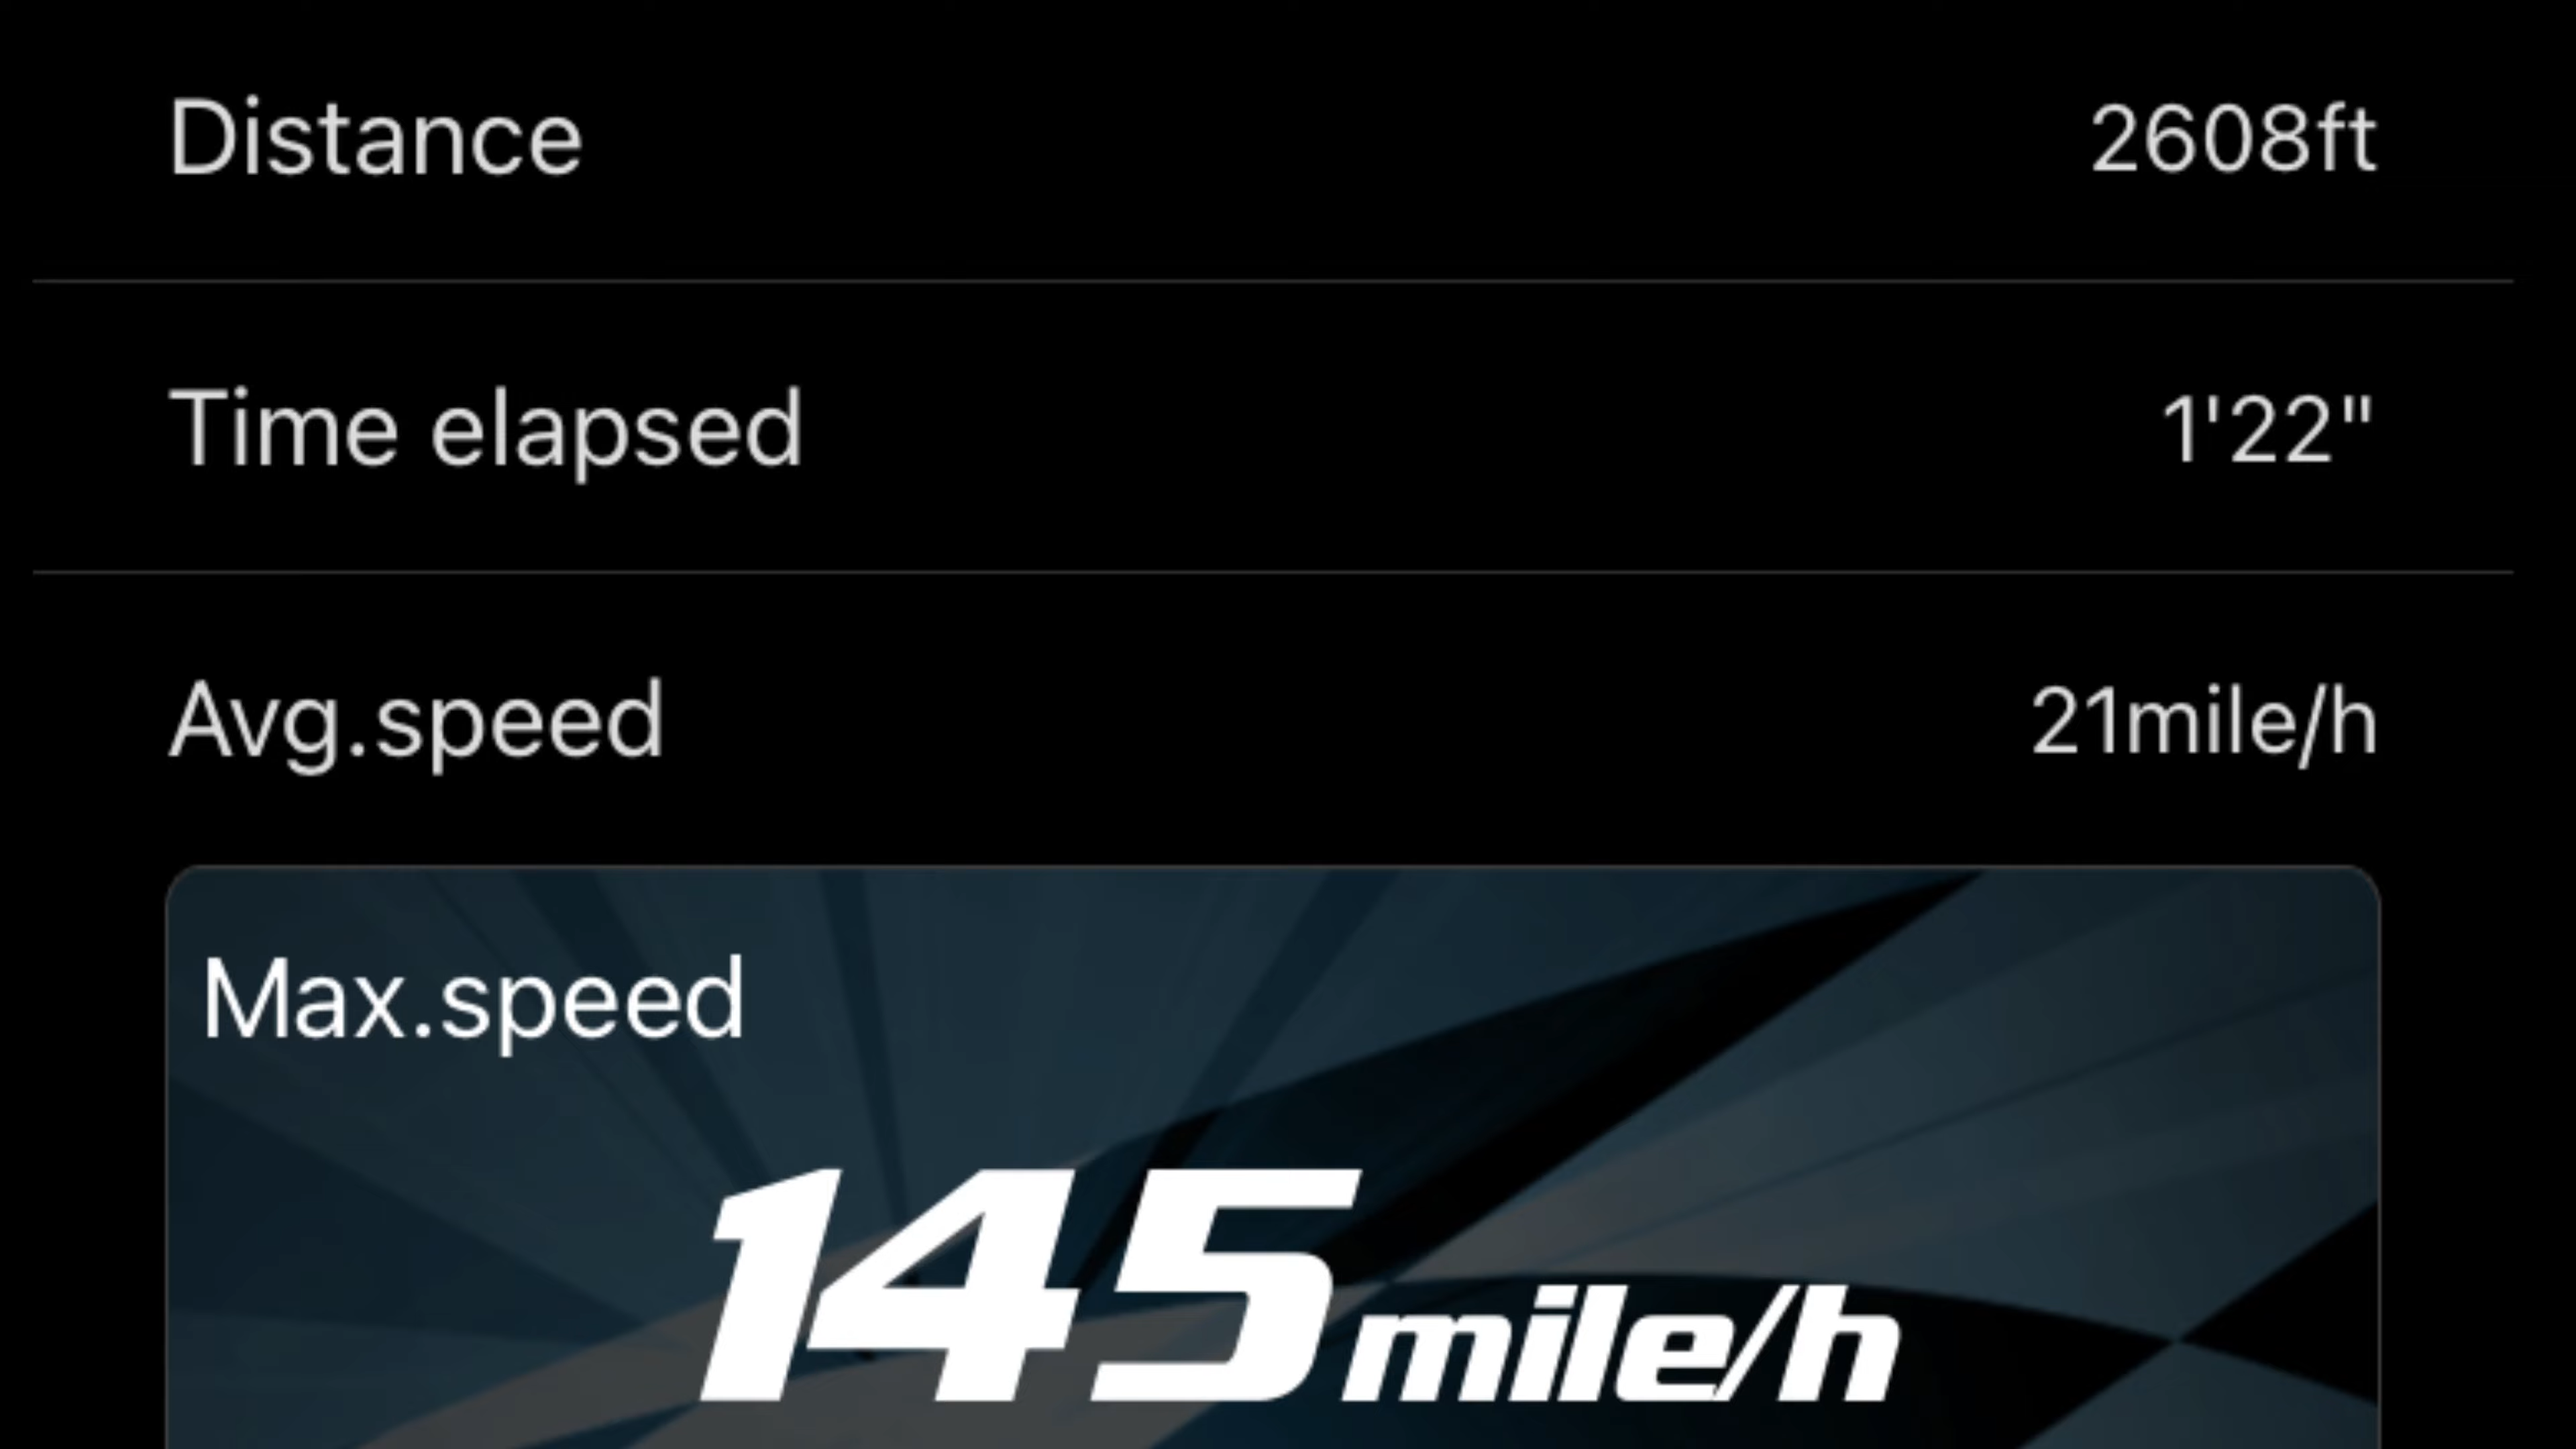 Distance 2608ft
Time elapsed 1'22"
Avg.speed 21mile/h
Max.speed
145mile/h